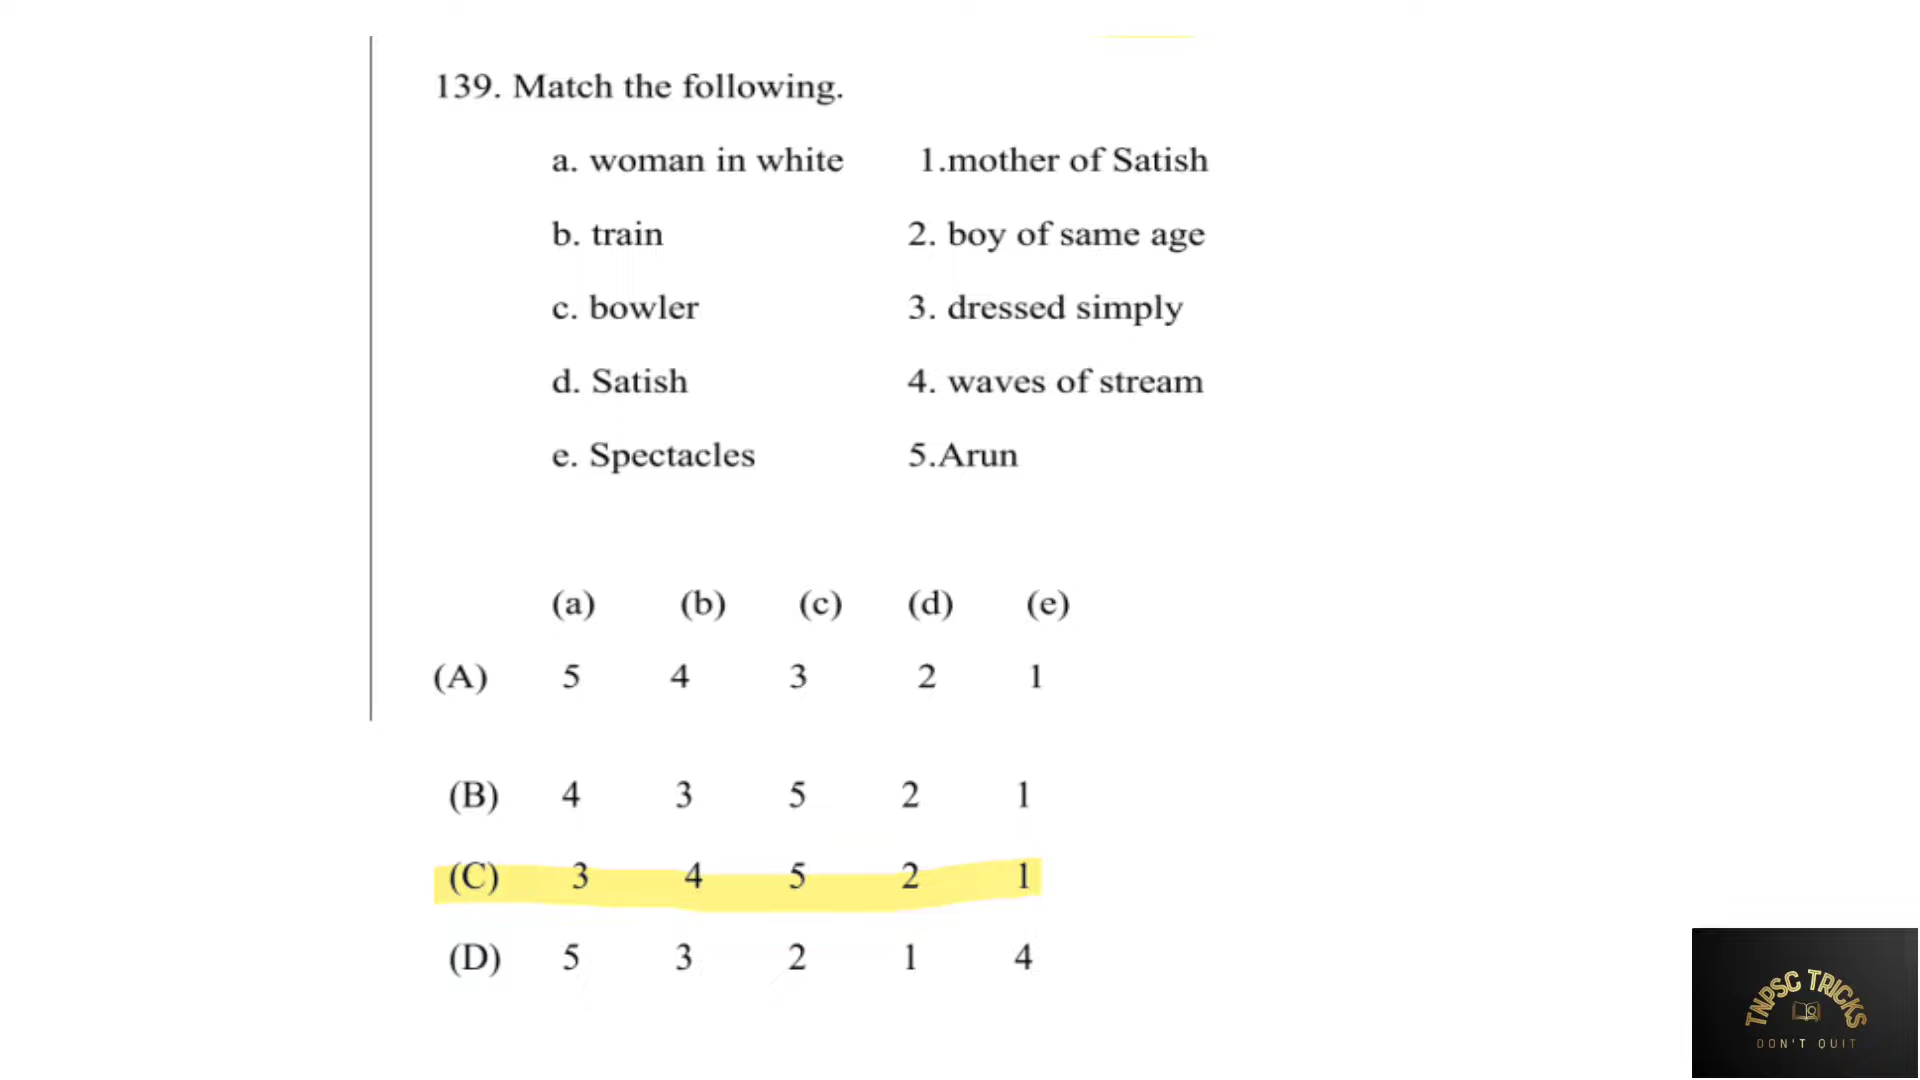 139. Match the following.
a. woman in white 1.mother of Satish
b. train 2. boy of same age
c. bowler 3. dressed simply
d. Satish 4. waves of stream
e. Spectacles 5.Arun
(a) (b) (c) (d) (e)
(A) 5 4 3 2 1
(B) 4 3 5 2 1
(C) 3 4 5 2 1
(D) 5 3 2 1 4
TNPSC TRICKS
DON'T QUIT